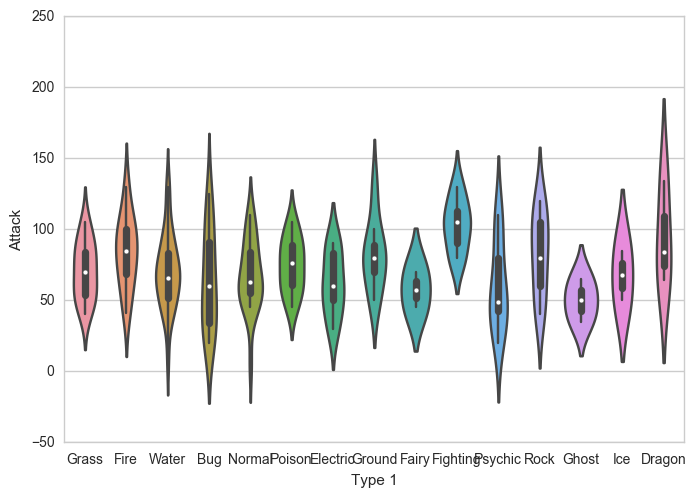 250
200
150
100
50
0
−50
Attack
Grass Fire Water Bug Normal Poison Electric Ground Fairy Fighting Psychic Rock Ghost Ice Dragon
Type 1